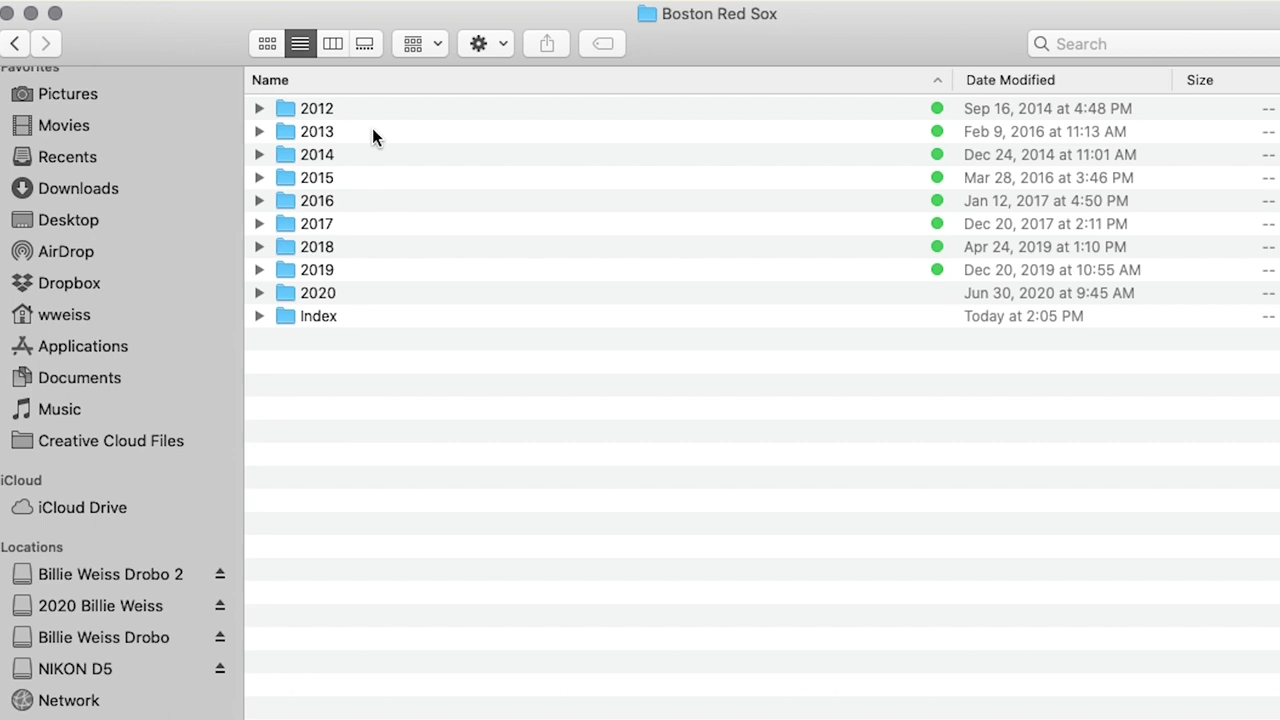 Boston Red Sox
Search
Favorites
Pictures
Movies
Recents
Downloads
Desktop
AirDrop
Dropbox
wweiss
Applications
Documents
Music
Creative Cloud Files
iCloud
iCloud Drive
Locations
Billie Weiss Drobo 2
2020 Billie Weiss
Billie Weiss Drobo
NIKON D5
Network
Name Date Modified Size
2012 Sep 16, 2014 at 4:48 PM --
2013 Feb 9, 2016 at 11:13 AM --
2014 Dec 24, 2014 at 11:01 AM --
2015 Mar 28, 2016 at 3:46 PM --
2016 Jan 12, 2017 at 4:50 PM --
2017 Dec 20, 2017 at 2:11 PM --
2018 Apr 24, 2019 at 1:10 PM --
2019 Dec 20, 2019 at 10:55 AM --
2020 Jun 30, 2020 at 9:45 AM --
Index Today at 2:05 PM --